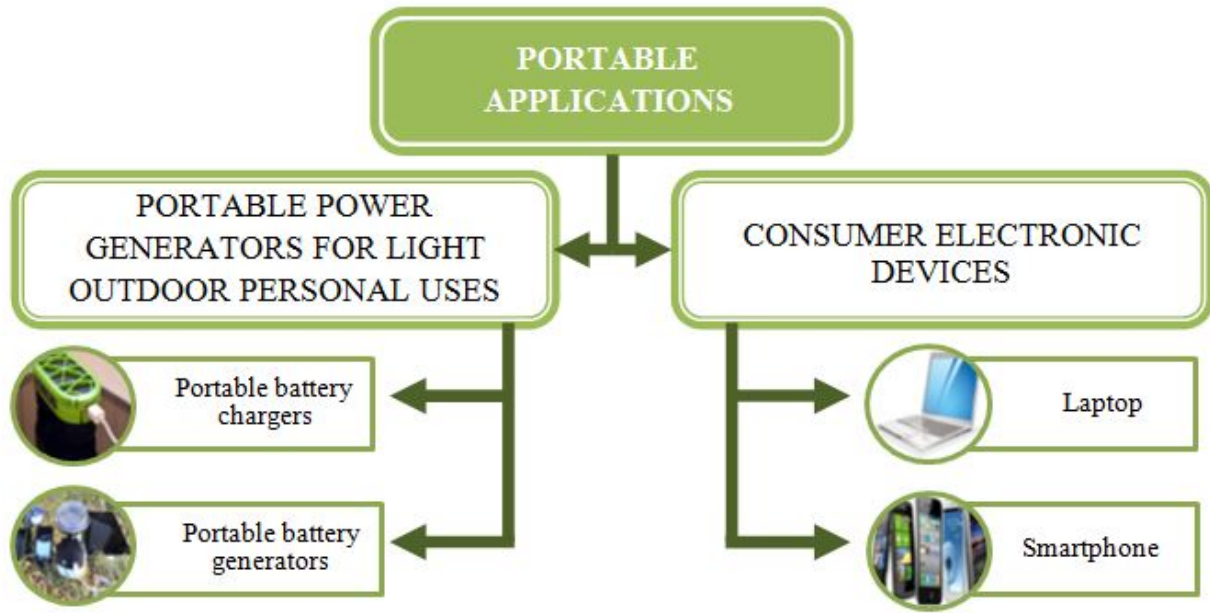 PORTABLE
APPLICATIONS
PORTABLE POWER
GENERATORS FOR LIGHT
OUTDOOR PERSONAL USES
CONSUMER ELECTRONIC
DEVICES
Portable battery
chargers
Portable battery
generators
Laptop
Smartphone